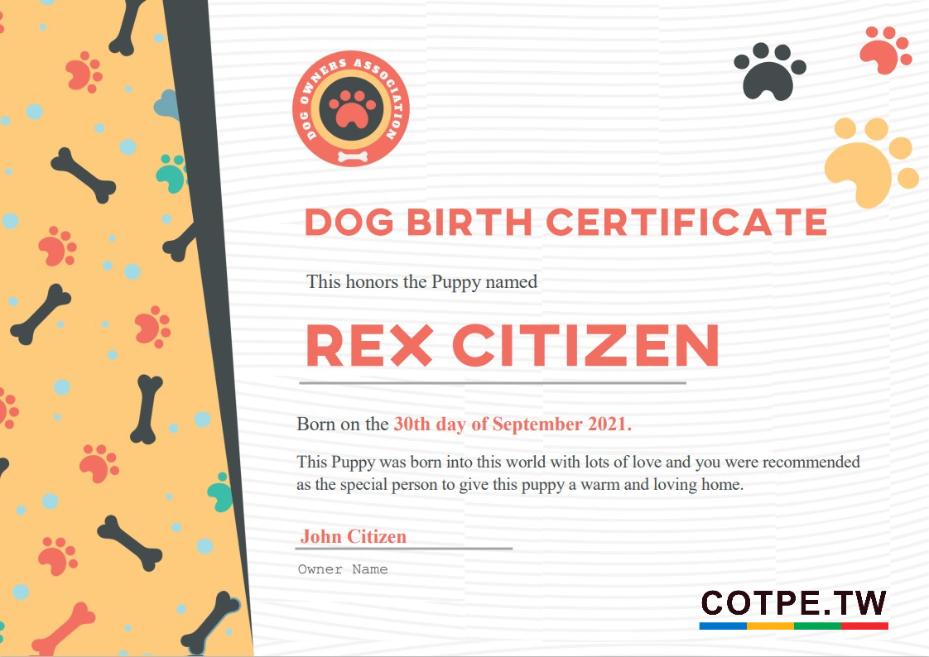 DOG OWNERS ASSOCIATION
DOG BIRTH CERTIFICATE
This honors the Puppy named
REX CITIZEN
Born on the 30th day of September 2021.
This Puppy was born into this world with lots of love and you were recommended
as the special person to give this puppy a warm and loving home.
John Citizen
Owner Name
COTPE.TW